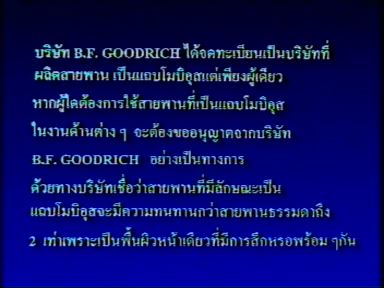 บริษัท B.F. GOODRICH ได้จดทะเบียนเป็นบริษัทที่
ผลิตสายพาน เป็นแถบโมบิอุสแต่เพียงผู้เดียว
หากผู้ใดต้องการใช้สายพานที่เป็นแถบโมบิอุส
ในงานด้านต่าง ๆ จะต้องขออนุญาตจากบริษัท
B.F. GOODRICH อย่างเป็นทางการ
ด้วยทางบริษัทเชื่อว่าสายพานที่มีลักษณะเป็น
แถบโมบิอุสจะมีความทนทานกว่าสายพานธรรมดาถึง
2 เท่าเพราะเป็นพื้นผิวหน้าเดียวที่มีการสึกหรอพร้อม ๆกัน